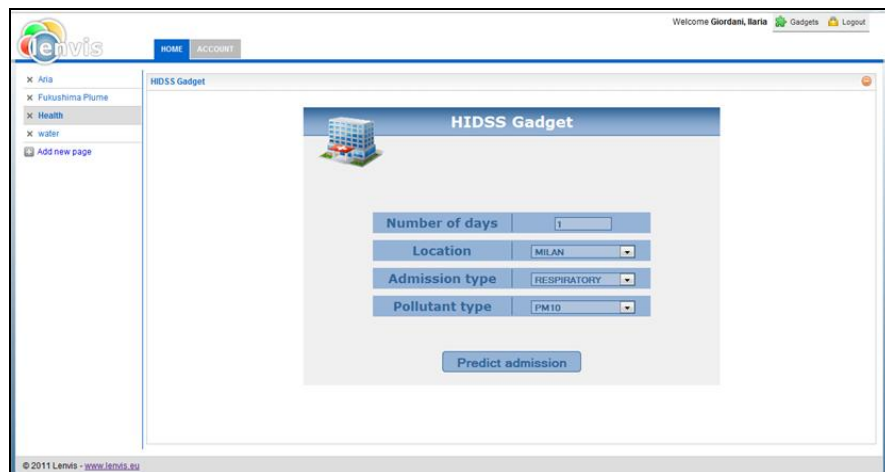 Welcome Giordani, Ilaria Gadgets Logout
lenvis
HOME ACCOUNT
Aria
Fukushima Plume
Health
water
Add new page
HIDSS Gadget
HIDSS Gadget
Number of days 1
Location MILAN
Admission type RESPIRATORY
Pollutant type PM10
Predict admission
© 2011 Lenvis - www.lenvis.eu